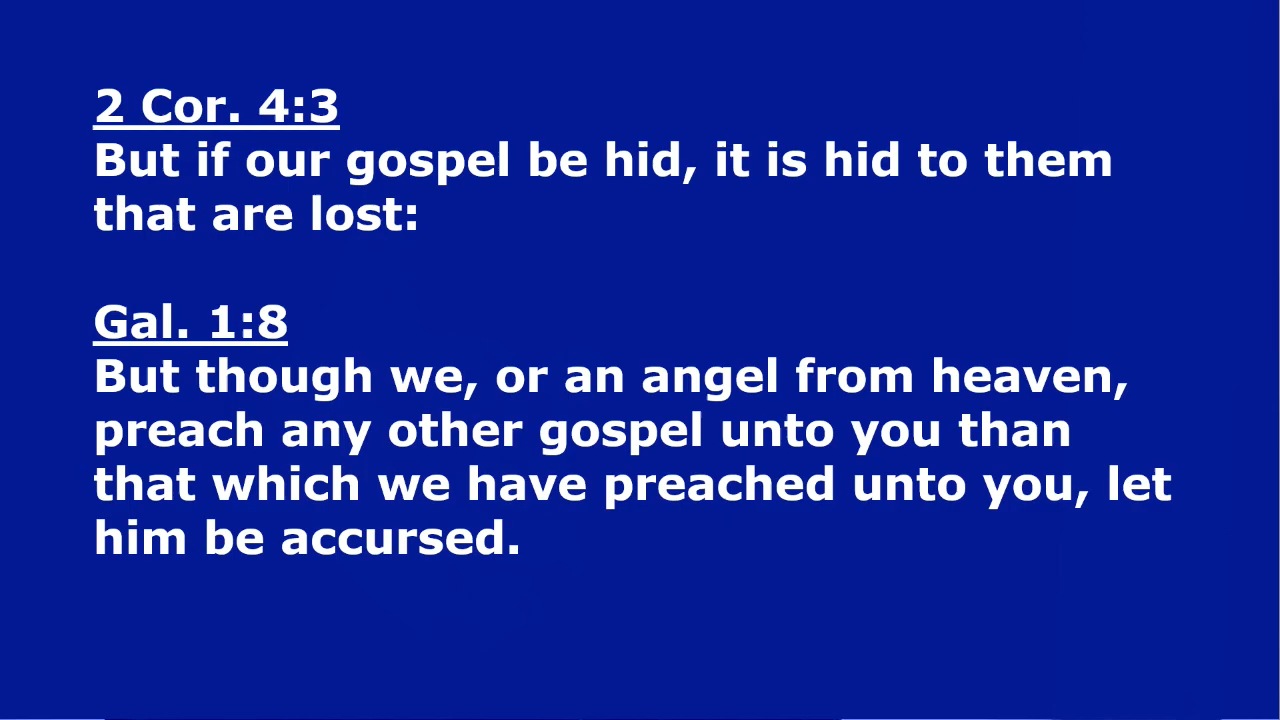 2 Cor. 4:3
But if our gospel be hid, it is hid to them
that are lost:
Gal. 1:8
But though we, or an angel from heaven,
preach any other gospel unto you than
that which we have preached unto you, let
him be accursed.